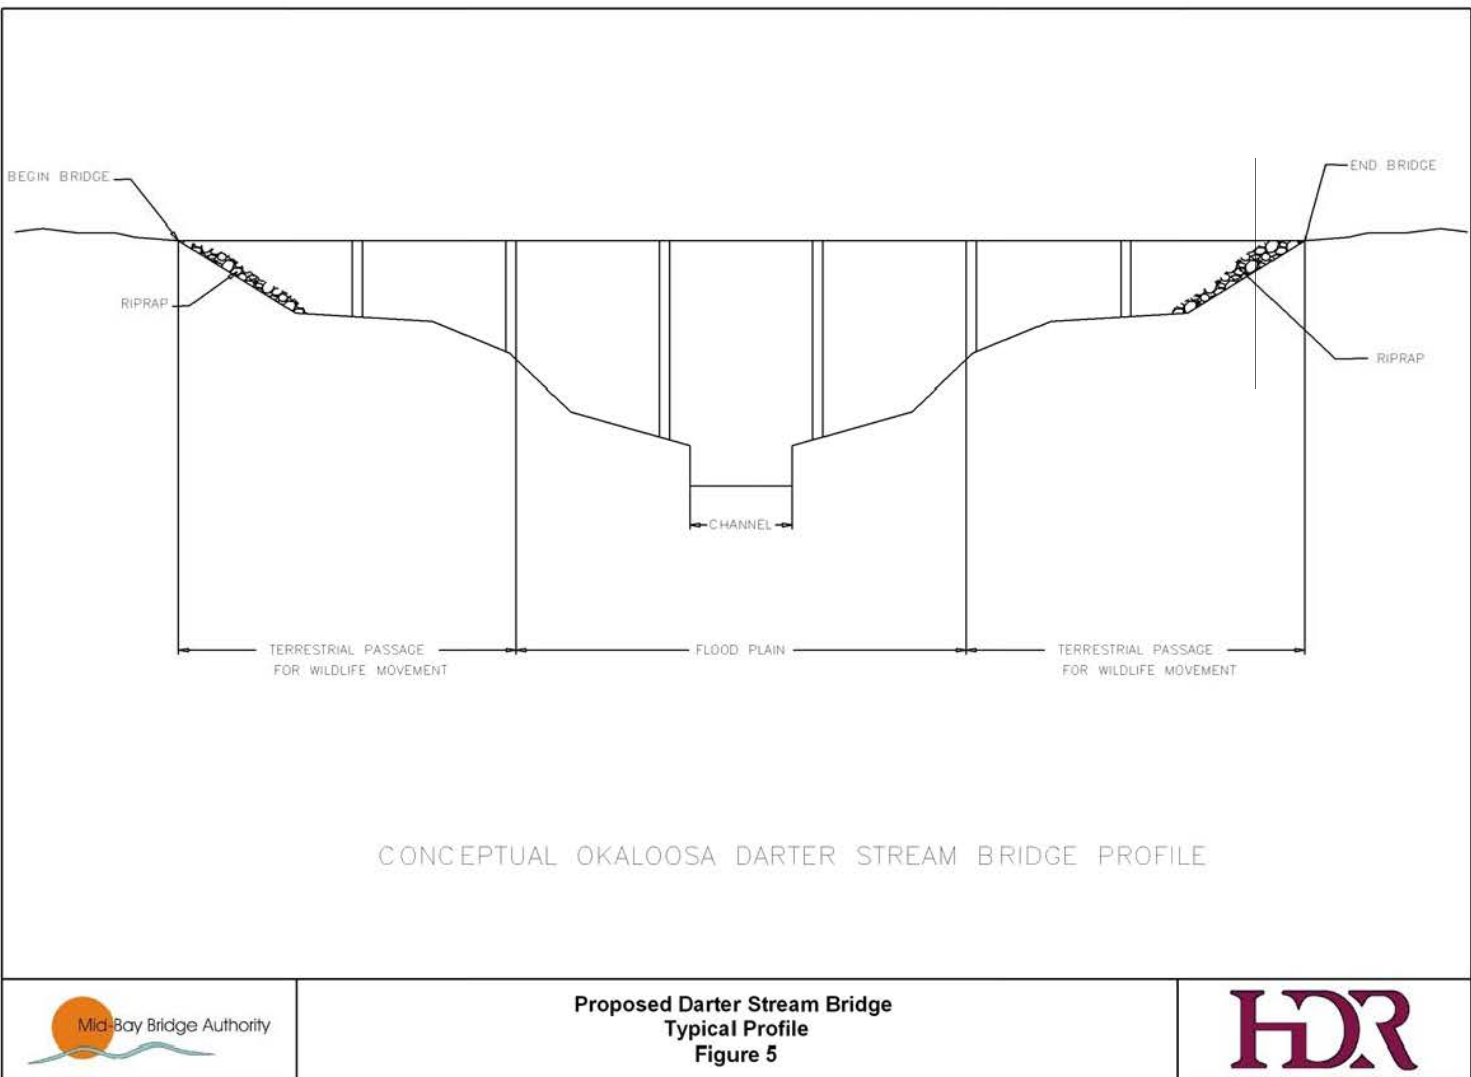 BEGIN BRIDGE
END BRIDGE
RIPRAP
RIPRAP
CHANNEL
TERRESTRIAL PASSAGE
FOR WILDLIFE MOVEMENT
FLOOD PLAIN
TERRESTRIAL PASSAGE
FOR WILDLIFE MOVEMENT
CONCEPTUAL OKALOOSA DARTER STREAM BRIDGE PROFILE
Mid-Bay Bridge Authority
Proposed Darter Stream Bridge
Typical Profile
Figure 5
HDR